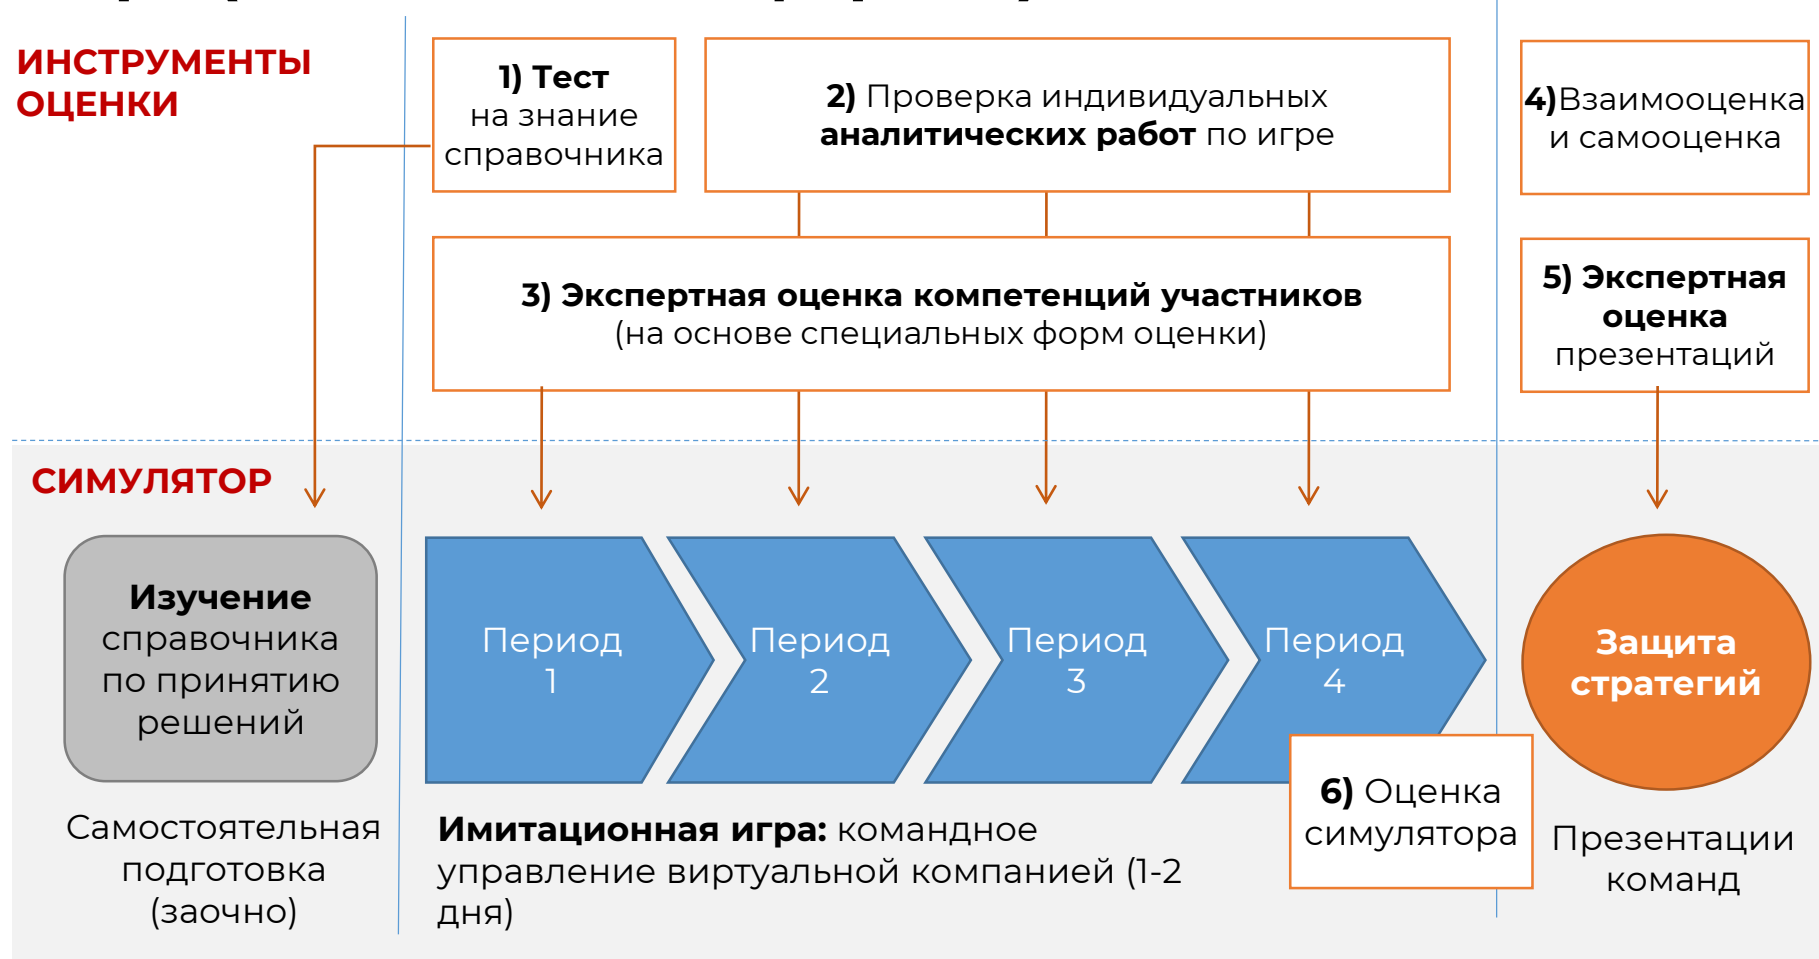 ИНСТРУМЕНТЫ
ОЦЕНКИ
1) Тест
на знание
справочника
2) Проверка индивидуальных
аналитических работ по игре
4)Взаимооценка
и самооценка
3) Экспертная оценка компетенций участников
(на основе специальных форм оценки)
5) Экспертная
оценка
презентаций
СИМУЛЯТОР
Изучение
справочника
по принятию
решений
Период
1
Период
2
Период
3
Период
4
Защита
стратегий
6) Оценка
симулятора
Самостоятельная
подготовка
(заочно)
Имитационная игра: командное
управление виртуальной компанией (1-2
дня)
Презентации
команд